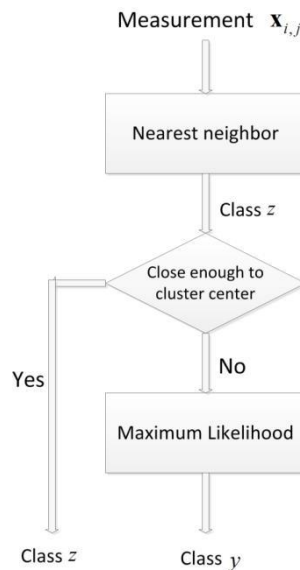 Measurement x_{i,j}
Nearest neighbor
Class z
Close enough to
cluster center
Yes
No
Maximum Likelihood
Class z
Class y